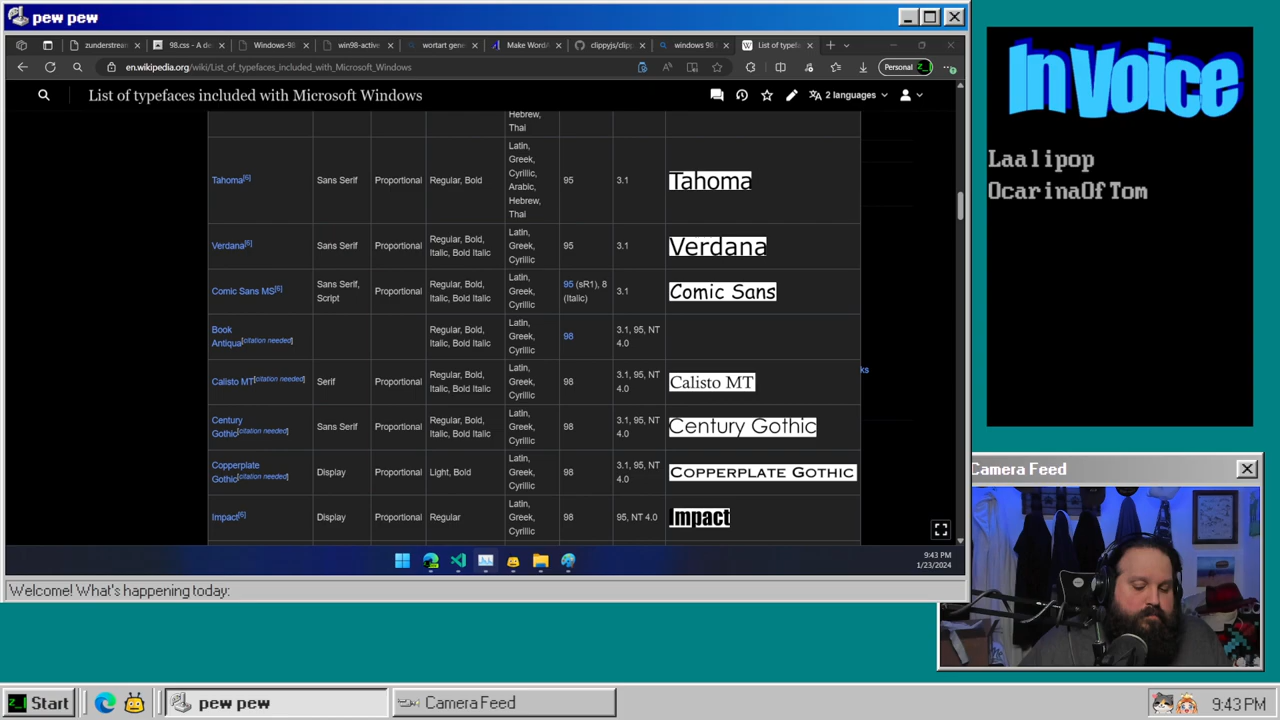 pew pew
zunderstream
98.css - A d
Windows-98
win98-active
wortart gen
Make WordA
clippyjs/clip
windows 98
List of typefa
en.wikipedia.org/wiki/List_of_typefaces_included_with_Microsoft_Windows
Personal
List of typefaces included with Microsoft Windows
2 languages
Hebrew,
Thai
Tahoma[6] Sans Serif Proportional Regular, Bold Latin, Greek, Cyrillic, Arabic, Hebrew, Thai 95 3.1 Tahoma
Verdana[6] Sans Serif Proportional Regular, Bold, Italic, Bold Italic Latin, Greek, Cyrillic 95 3.1 Verdana
Comic Sans MS[6] Sans Serif, Script Proportional Regular, Bold, Italic, Bold Italic Latin, Greek, Cyrillic 95 (sR1), 8 (Italic) 3.1 Comic Sans
Book Antiqua[citation needed] Regular, Bold, Italic, Bold Italic Latin, Greek, Cyrillic 98 3.1, 95, NT 4.0
Calisto MT[citation needed] Serif Proportional Regular, Bold, Italic, Bold Italic Latin, Greek, Cyrillic 98 3.1, 95, NT 4.0 Calisto MT
Century Gothic[citation needed] Sans Serif Proportional Regular, Bold, Italic, Bold Italic Latin, Greek, Cyrillic 98 3.1, 95, NT 4.0 Century Gothic
Copperplate Gothic[citation needed] Display Proportional Light, Bold Latin, Greek, Cyrillic 98 3.1, 95, NT 4.0 Copperplate Gothic
Impact[6] Display Proportional Regular Latin, Greek, Cyrillic 98 95, NT 4.0 Impact
ks
9:43 PM
1/23/2024
Welcome! What's happening today:
In Voice
Laalipop
OcarinaOfTom
Camera Feed
Start
pew pew
Camera Feed
9:43 PM